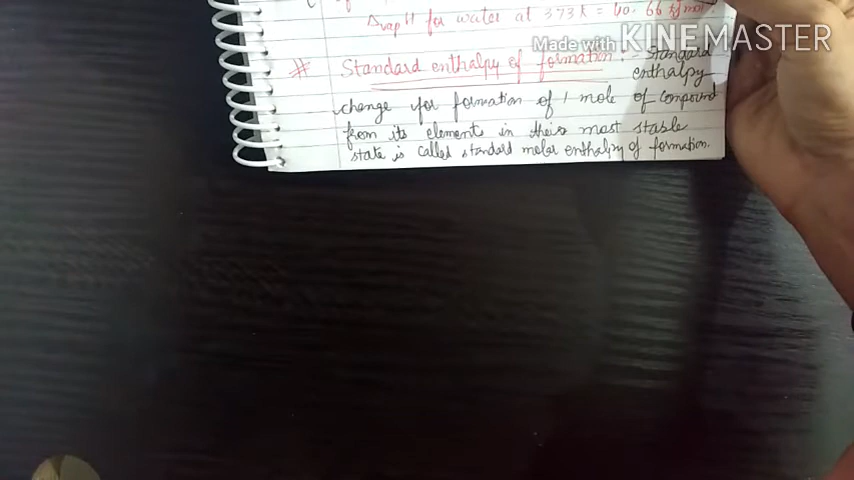 Δvap H for water at 373 K = 40.66 kJ mol
Made with KINEMASTER
# Standard enthalpy of formation :- Standard enthalpy
change for formation of 1 mole of compound
from its elements in their most stable
state is called standard molar enthalpy of formation.